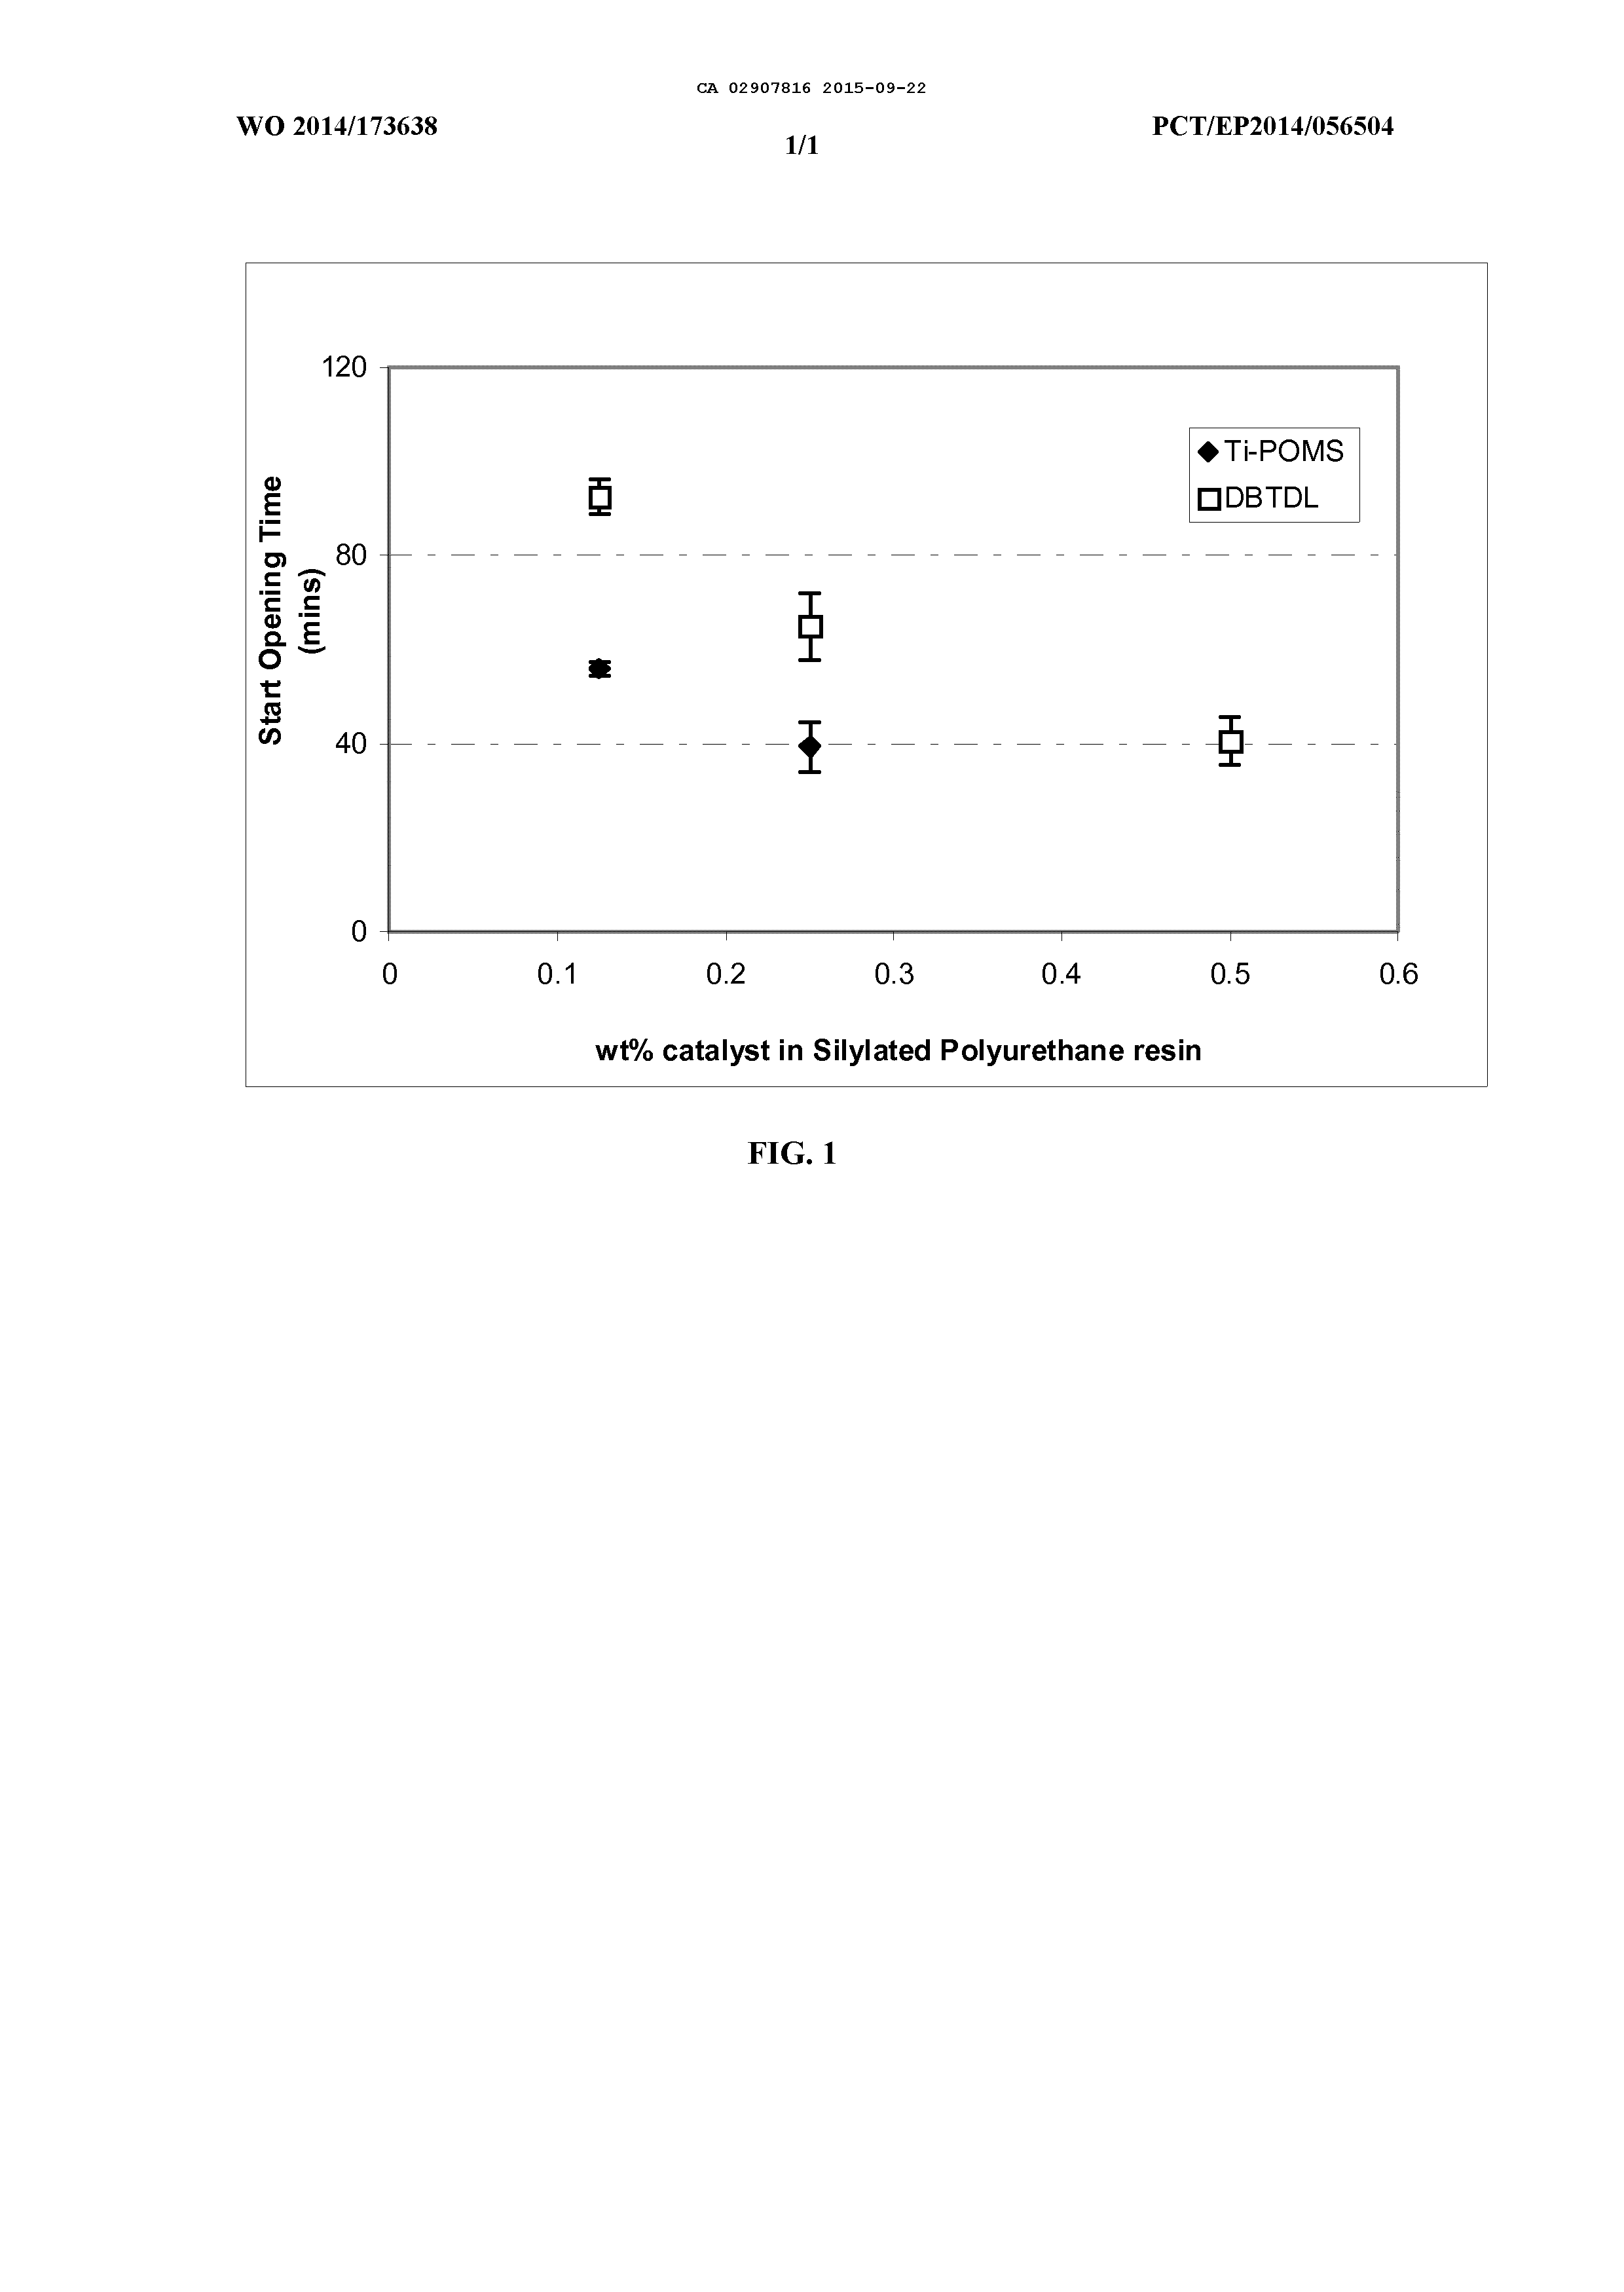 CA 02907816 2015-09-22
WO 2014/173638
PCT/EP2014/056504
1/1
120
80
40
0
Start Opening Time
(mins)
Ti-POMS
DBTDL
0 0.1 0.2 0.3 0.4 0.5 0.6
wt% catalyst in Silylated Polyurethane resin
FIG. 1